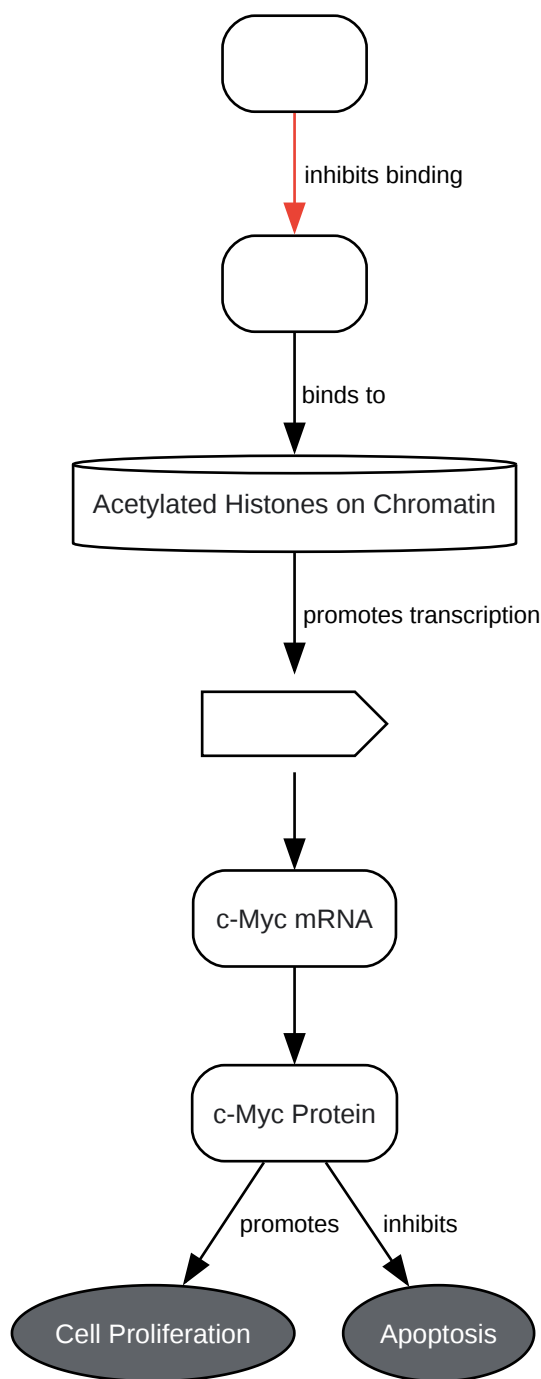 inhibits binding
binds to
Acetylated Histones on Chromatin
promotes transcription
c-Myc mRNA
c-Myc Protein
promotes
inhibits
Cell Proliferation
Apoptosis